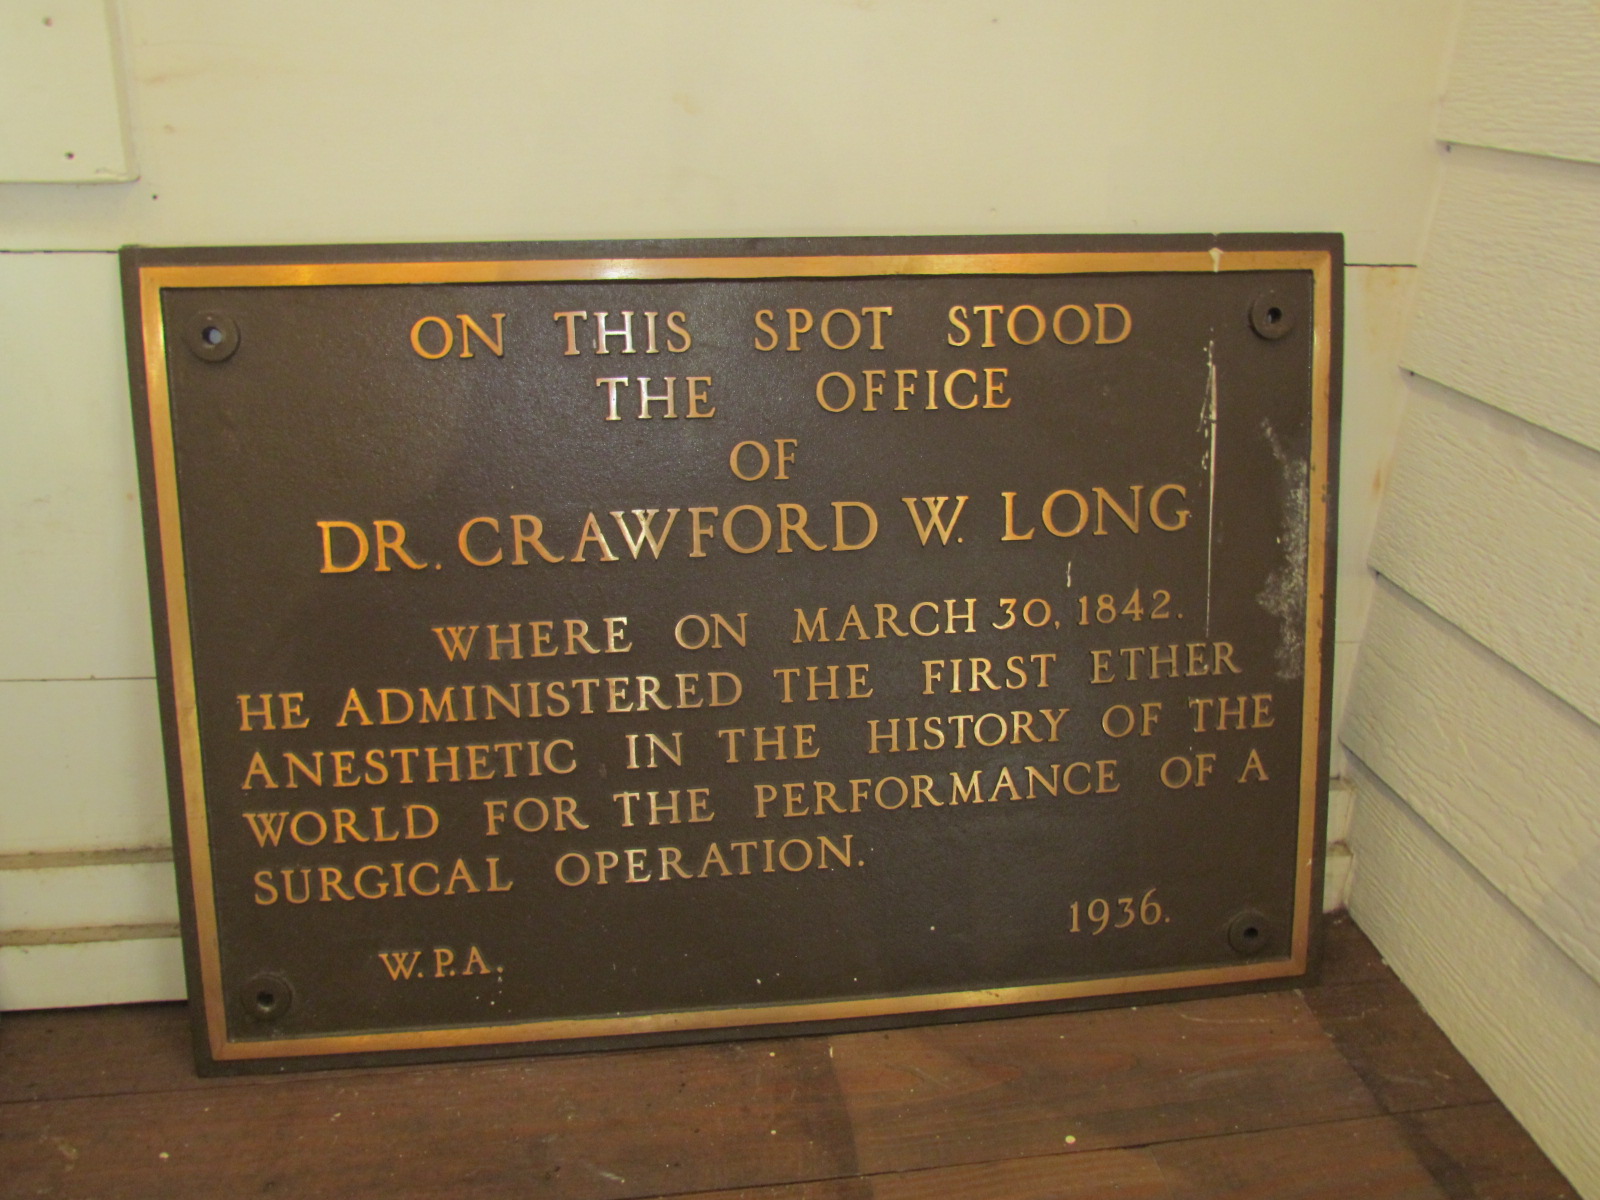 ON THIS SPOT STOOD
THE OFFICE
OF
DR. CRAWFORD W. LONG
WHERE ON MARCH 30, 1842.
HE ADMINISTERED THE FIRST ETHER
ANESTHETIC IN THE HISTORY OF THE
WORLD FOR THE PERFORMANCE OF A
SURGICAL OPERATION.
1936.
W.P.A.